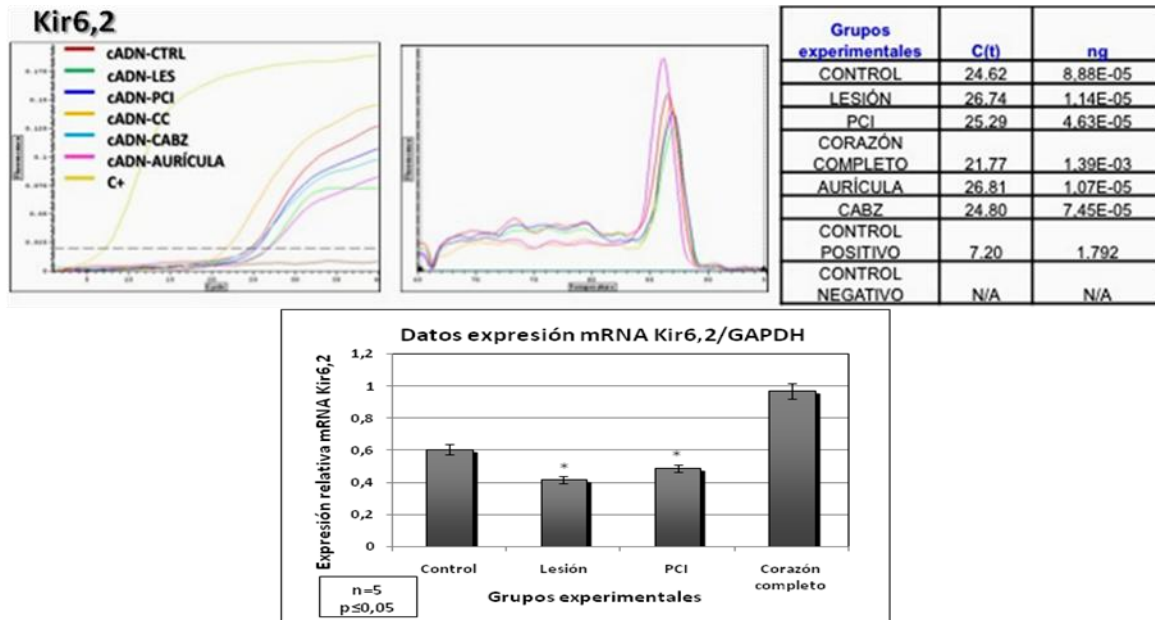 Kir6,2
cADN-CTRL
cADN-LES
cADN-PCI
cADN-CC
cADN-CABZ
cADN-AURÍCULA
C+
Grupos
experimentales C(t) ng
CONTROL 24.62 8.88E-05
LESIÓN 26.74 1.14E-05
PCI 25.29 4.63E-05
CORAZÓN
COMPLETO 21.77 1.39E-03
AURÍCULA 26.81 1.07E-05
CABZ 24.80 7.45E-05
CONTROL
POSITIVO 7.20 1.792
CONTROL
NEGATIVO N/A N/A
Datos expresión mRNA Kir6,2/GAPDH
Expresión relativa mRNA Kir6,2
1,2
1
0,8
0,6
0,4
0,2
0
* *
Control Lesión PCI Corazón
completo
Grupos experimentales
n=5
p≤0,05